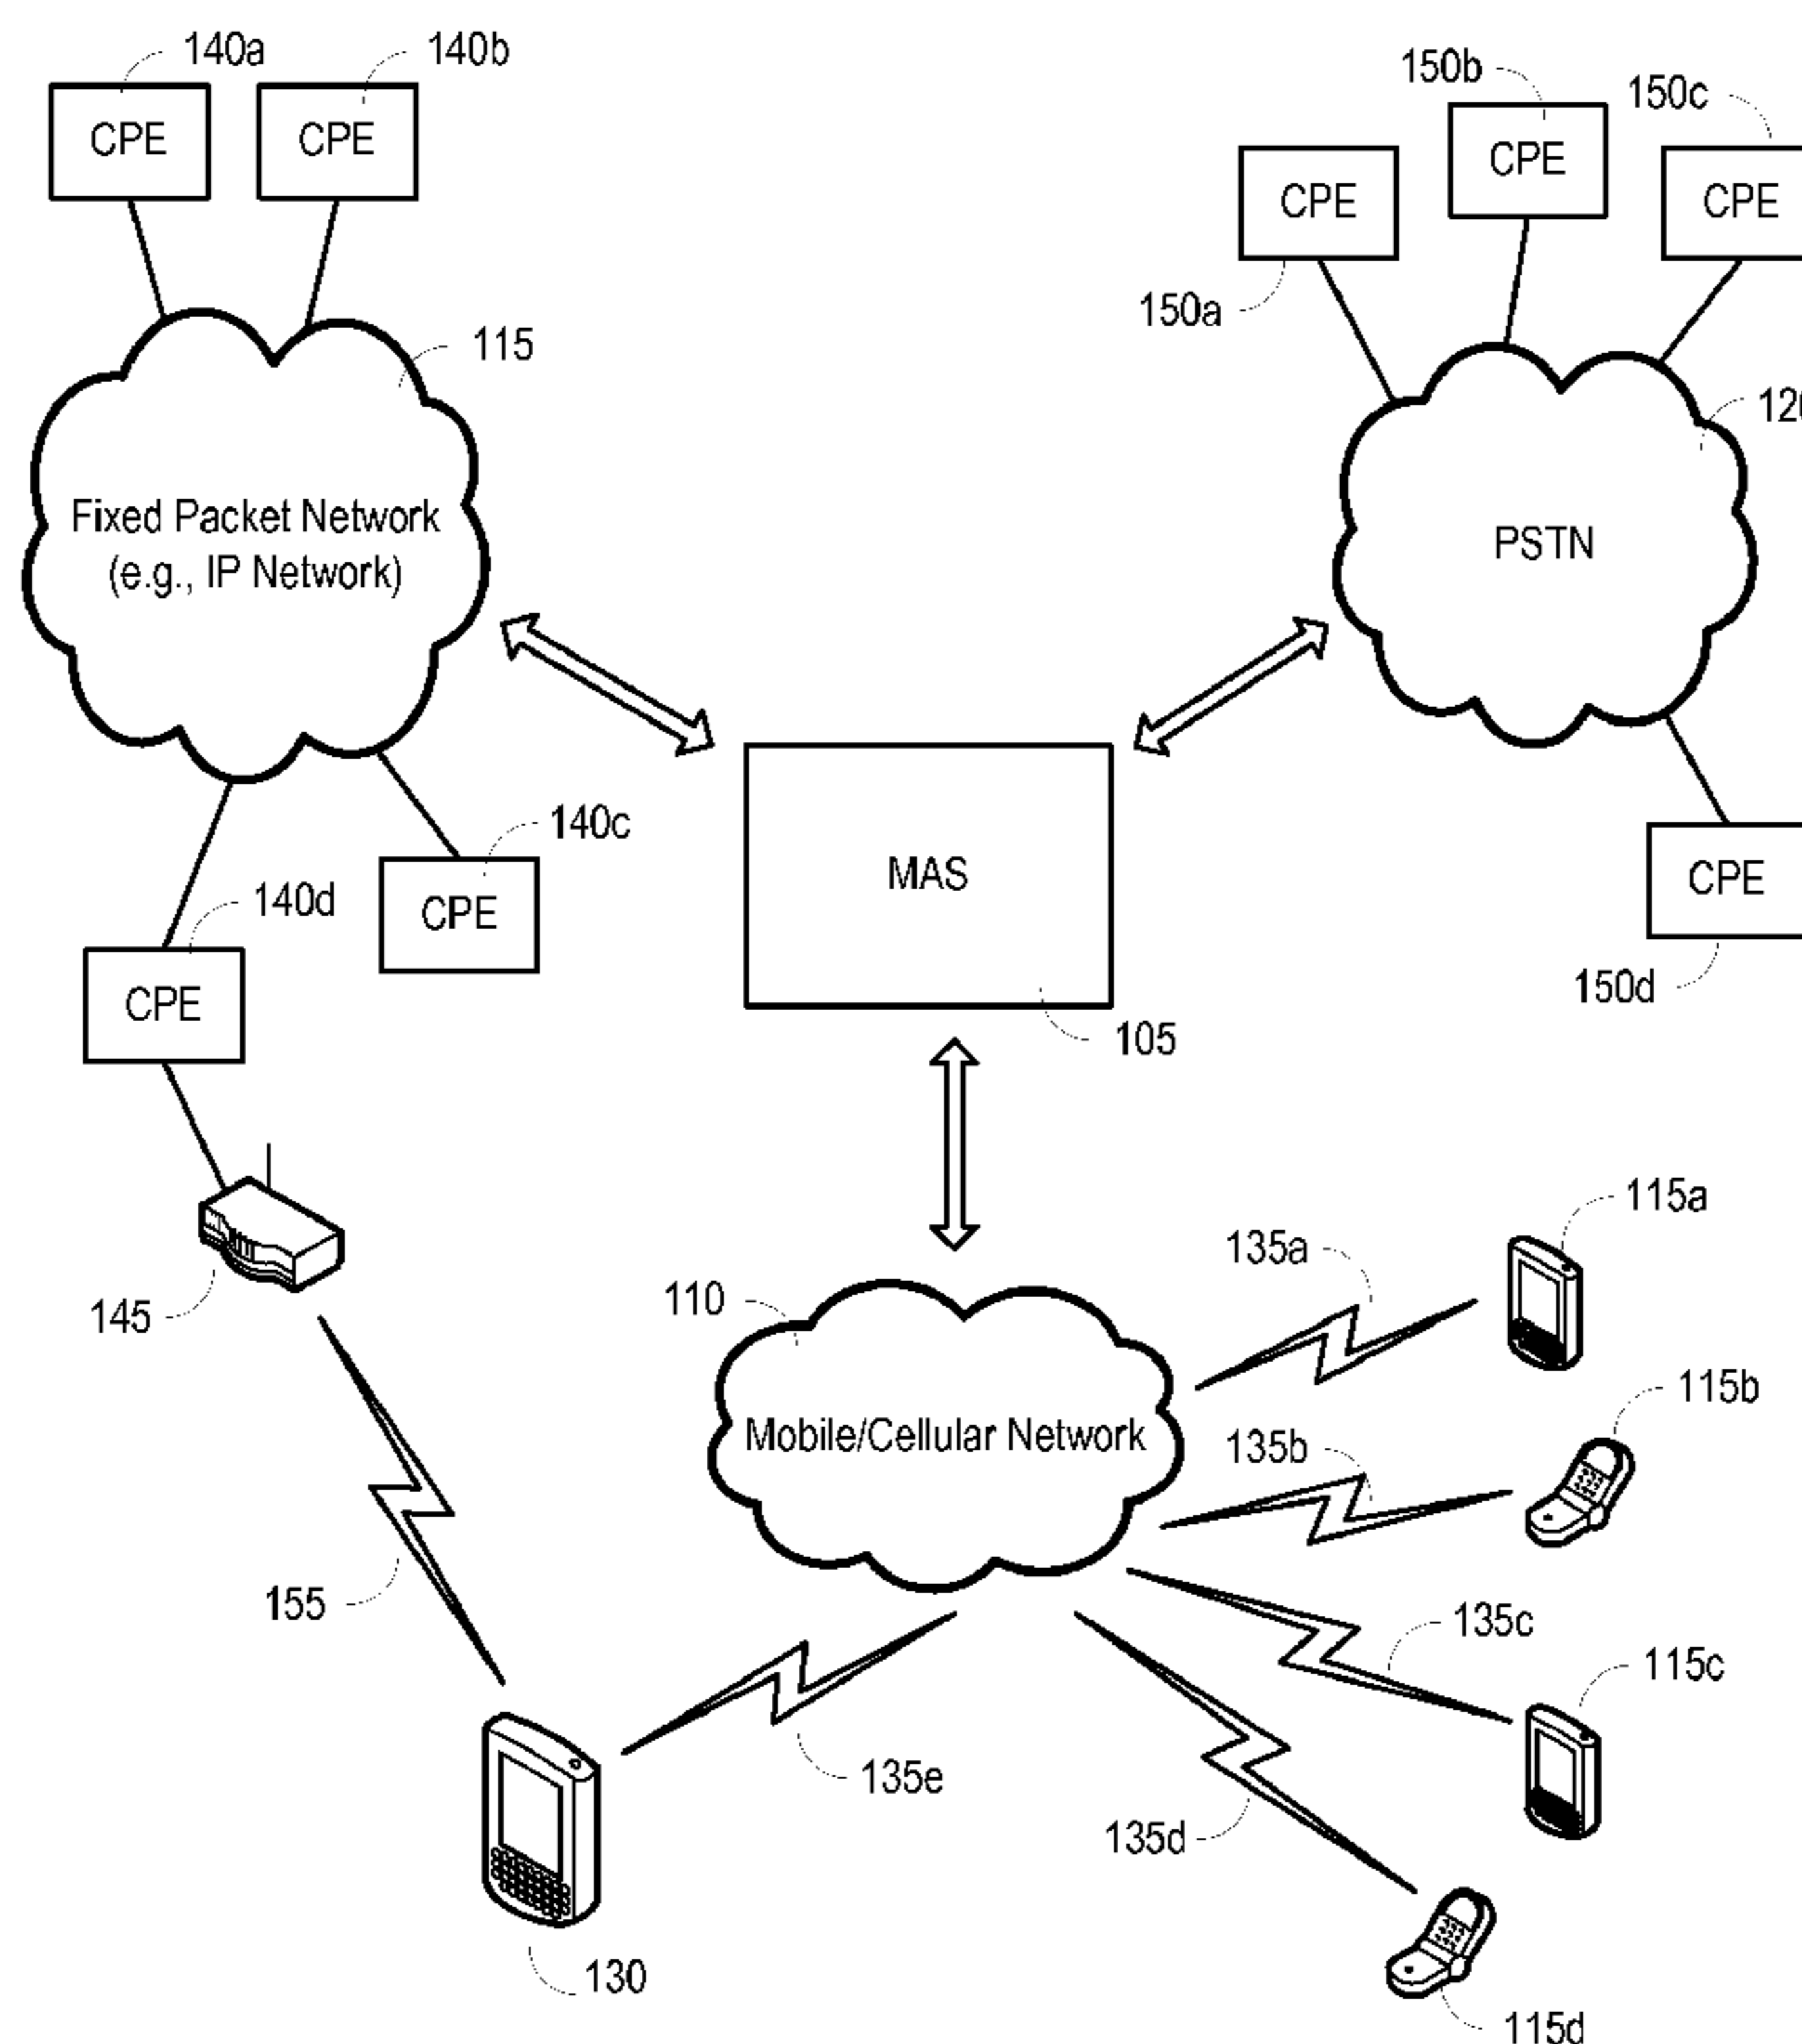 140a
140b
150b
150c
CPE
CPE
CPE
CPE
CPE
150a
115
120
Fixed Packet Network
(e.g., IP Network)
PSTN
140c
MAS
CPE
140d
CPE
CPE
150d
105
115a
135a
145
110
115b
Mobile/Cellular Network
135b
155
135c
115c
135e
135d
130
115d